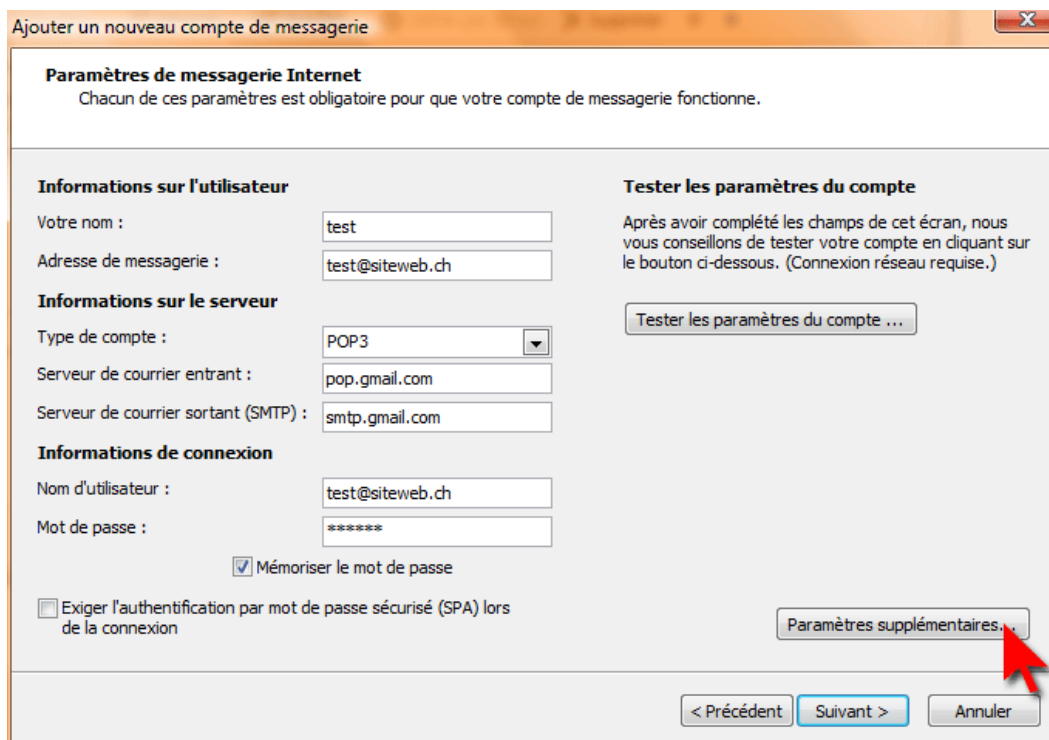 Ajouter un nouveau compte de messagerie
Paramètres de messagerie Internet
Chacun de ces paramètres est obligatoire pour que votre compte de messagerie fonctionne.
Informations sur l'utilisateur
Votre nom :
test
Adresse de messagerie :
test@siteweb.ch
Informations sur le serveur
Type de compte :
POP3
Serveur de courrier entrant :
pop.gmail.com
Serveur de courrier sortant (SMTP) :
smtp.gmail.com
Informations de connexion
Nom d'utilisateur :
test@siteweb.ch
Mot de passe :
******
Mémoriser le mot de passe
Exiger l'authentification par mot de passe sécurisé (SPA) lors
de la connexion
Tester les paramètres du compte
Après avoir complété les champs de cet écran, nous
vous conseillons de tester votre compte en cliquant sur
le bouton ci-dessous. (Connexion réseau requise.)
Tester les paramètres du compte ...
Paramètres supplémentaires...
< Précédent
Suivant >
Annuler